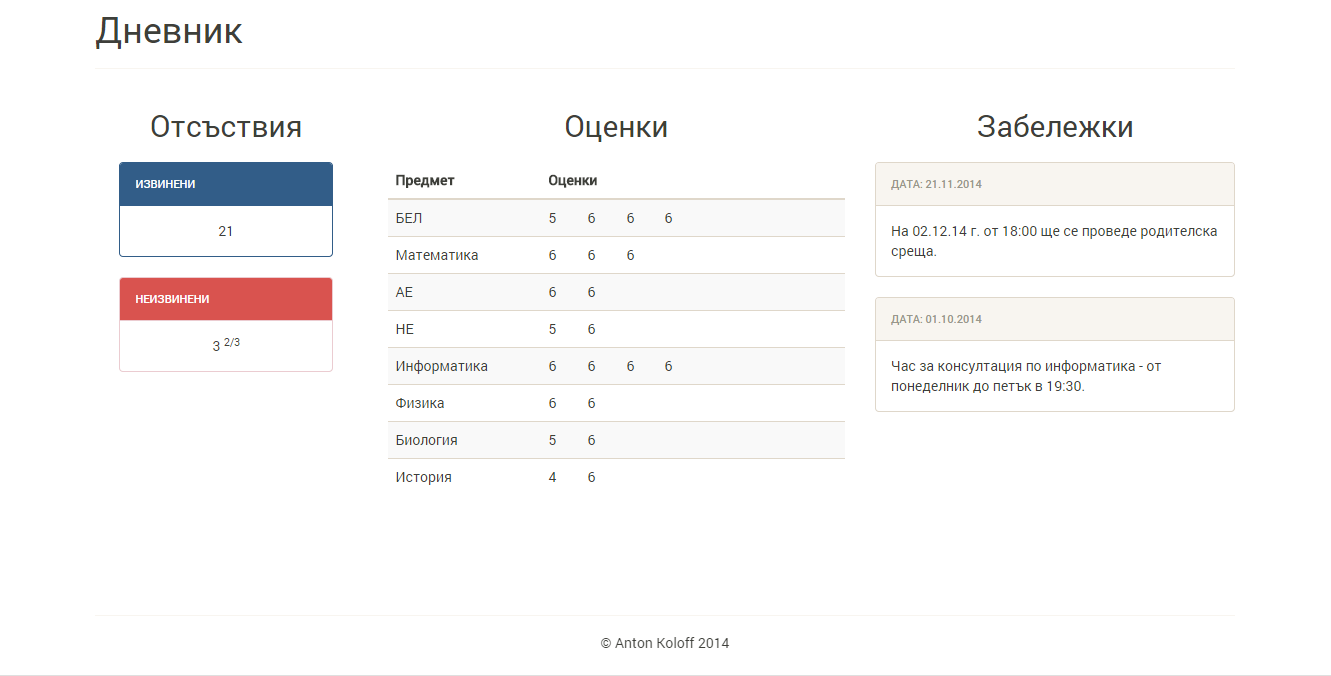 Дневник
Отсъствия
ИЗВИНЕНИ
21
НЕИЗВИНЕНИ
3 2/3
Оценки
Предмет Оценки
БЕЛ 5 6 6 6
Математика 6 6 6
АЕ 6 6
НЕ 5 6
Информатика 6 6 6 6
Физика 6 6
Биология 5 6
История 4 6
Забележки
ДАТА: 21.11.2014
На 02.12.14 г. от 18:00 ще се проведе родителска
среща.
ДАТА: 01.10.2014
Час за консултация по информатика - от
понеделник до петък в 19:30.
© Anton Koloff 2014